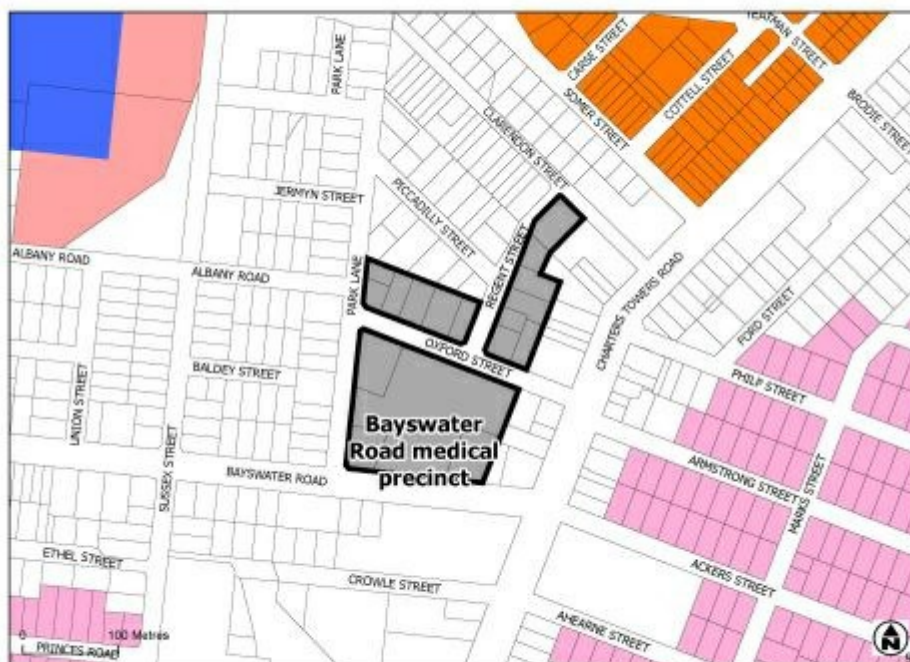 YEATMAN STREET
CARSE STREET
COTTELL STREET
SOMER STREET
BRODIE STREET
PARK LANE
CLARENDON STREET
JERMYN STREET
PICCADILLY STREET
REGENT STREET
ALBANY ROAD
ALBANY ROAD
PARK LANE
CHARTERS TOWERS ROAD
FORD STREET
OXFORD STREET
BALDEY STREET
UNION STREET
PHILP STREET
Bayswater
Road medical
precinct
SUSSEX STREET
BAYSWATER ROAD
ARMSTRONG STREET
MARKS STREET
ETHEL STREET
CROWLE STREET
ACKERS STREET
AHEARNE STREET
0 100 Metres
PRINCES ROAD
N